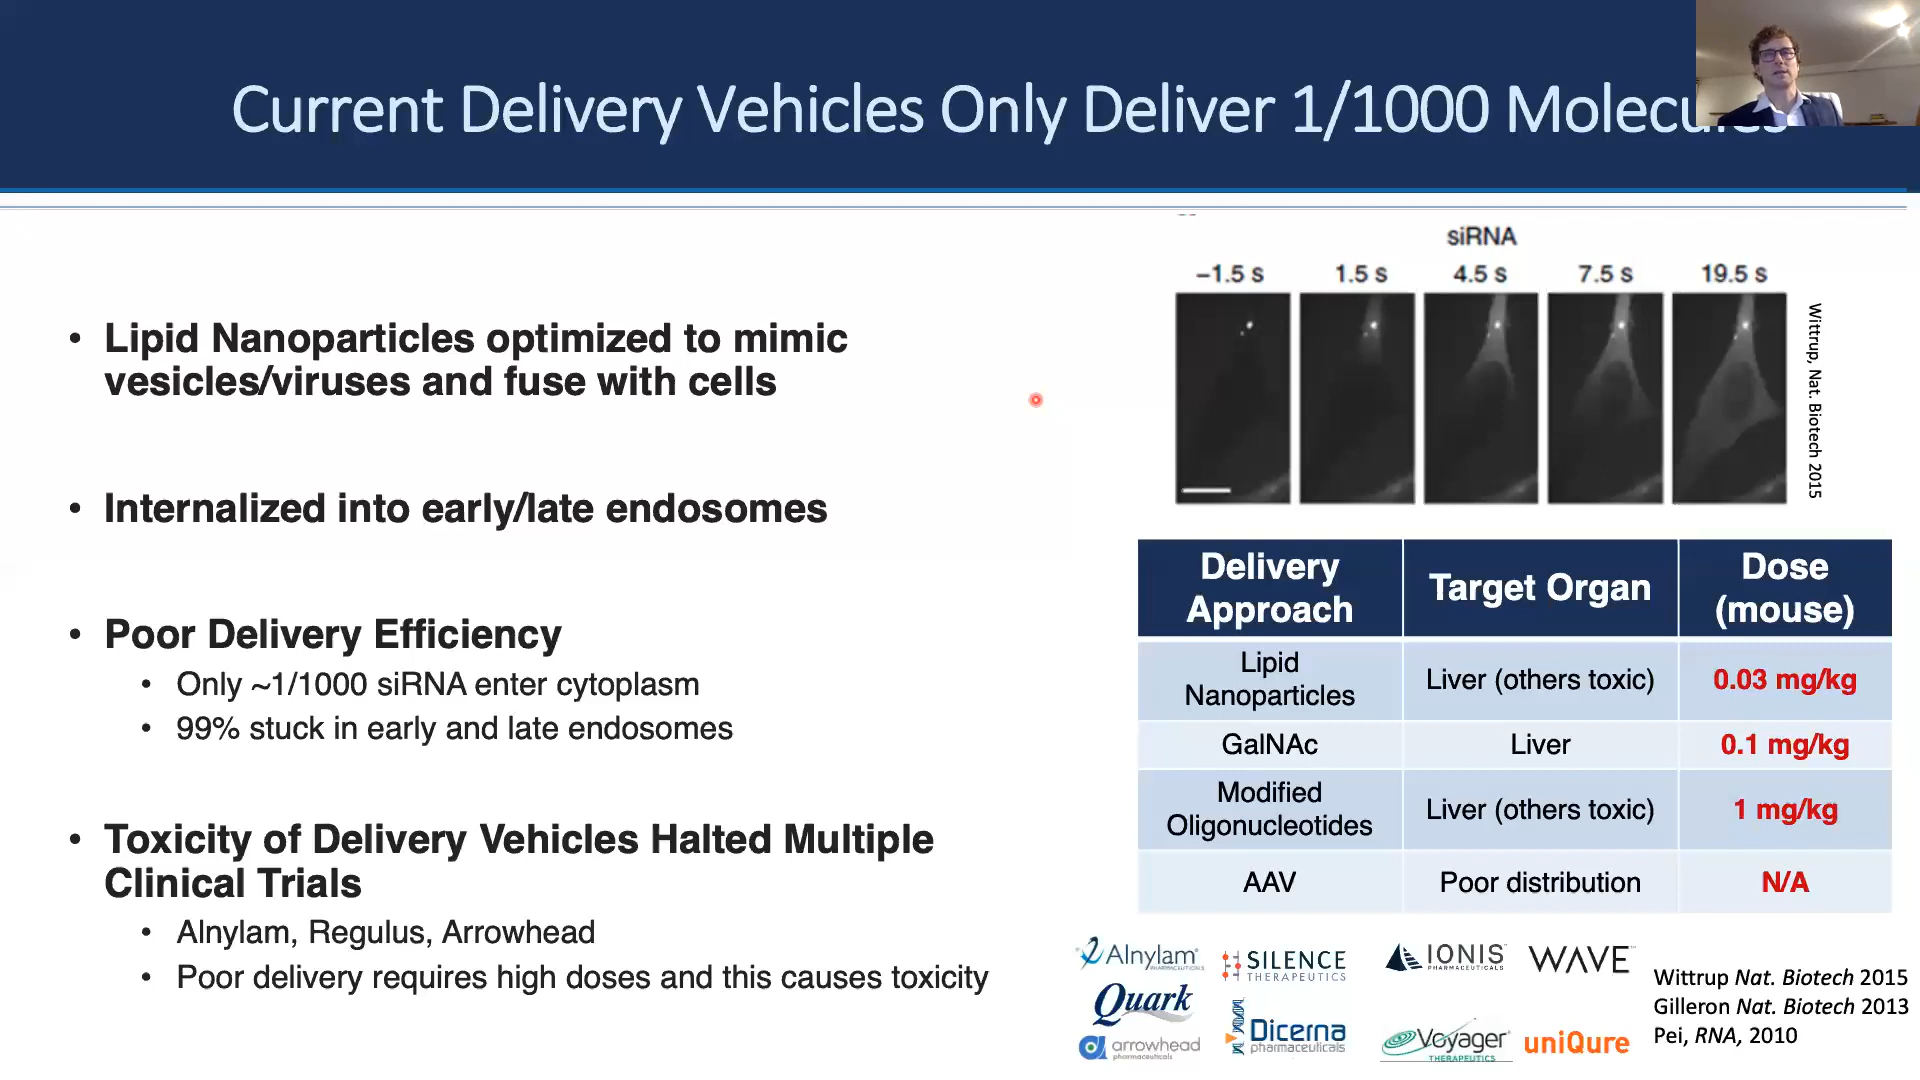 Current Delivery Vehicles Only Deliver 1/1000
• Lipid Nanoparticles optimized to mimic
vesicles/viruses and fuse with cells
• Internalized into early/late endosomes
• Poor Delivery Efficiency
• Only ~1/1000 siRNA enter cytoplasm
• 99% stuck in early and late endosomes
• Toxicity of Delivery Vehicles Halted Multiple
Clinical Trials
• Alnylam, Regulus, Arrowhead
• Poor delivery requires high doses and this causes toxicity
siRNA
−1.5 s 1.5 s 4.5 s 7.5 s 19.5 s
Wittrup, Nat. Biotech 2015
Delivery Approach Target Organ Dose (mouse)
Lipid Nanoparticles Liver (others toxic) 0.03 mg/kg
GalNAc Liver 0.1 mg/kg
Modified Oligonucleotides Liver (others toxic) 1 mg/kg
AAV Poor distribution N/A
Alnylam PHARMACEUTICALS
SILENCE THERAPEUTICS
IONIS PHARMACEUTICALS
WAVE
Quark
Dicerna pharmaceuticals
arrowhead pharmaceuticals
Voyager THERAPEUTICS
uniQure
Wittrup Nat. Biotech 2015
Gilleron Nat. Biotech 2013
Pei, RNA, 2010